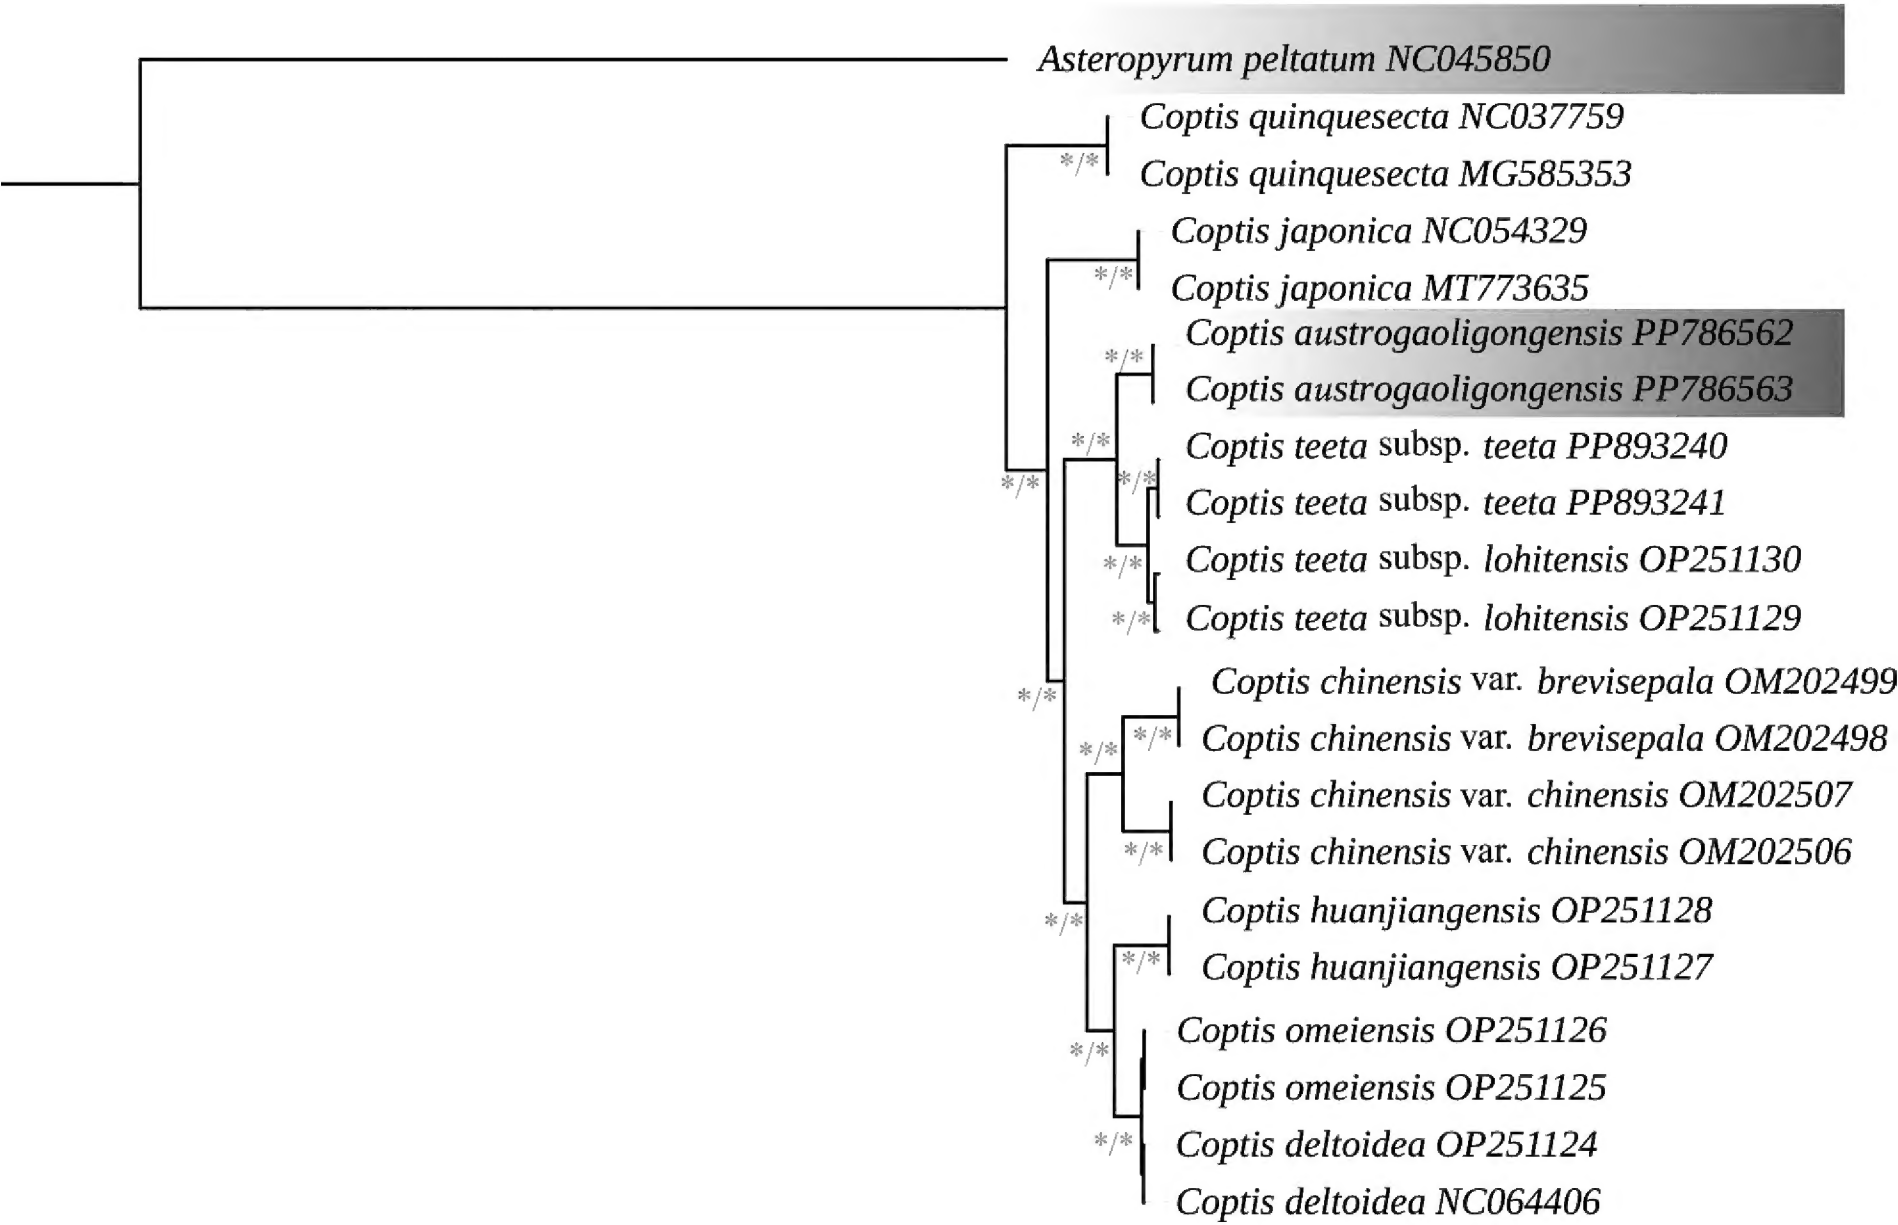 Asteropyrum peltatum NC045850
Coptis quinquesecta NC037759
*/*
Coptis quinquesecta MG585353
Coptis japonica NC054329
*/*
Coptis japonica MT773635
Coptis austrogaoligongensis PP786562
*/*
Coptis austrogaoligongensis PP786563
*/*
Coptis teeta subsp. teeta PP893240
*/*
*/*
Coptis teeta subsp. teeta PP893241
Coptis teeta subsp. lohitensis OP251130
*/*
Coptis teeta subsp. lohitensis OP251129
*/*
Coptis chinensis var. brevisepala OM202499
*/*
Coptis chinensis var. brevisepala OM202498
*/*
*/*
Coptis chinensis var. chinensis OM202507
Coptis chinensis var. chinensis OM202506
*/*
Coptis huanjiangensis OP251128
*/*
Coptis huanjiangensis OP251127
*/*
Coptis omeiensis OP251126
*/*
Coptis omeiensis OP251125
Coptis deltoidea OP251124
*/*
Coptis deltoidea NC064406